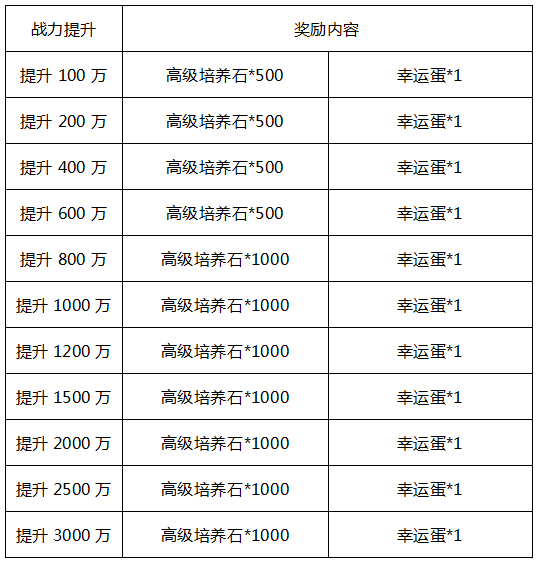 战力提升 奖励内容
提升 100 万 高级培养石*500 幸运蛋*1
提升 200 万 高级培养石*500 幸运蛋*1
提升 400 万 高级培养石*500 幸运蛋*1
提升 600 万 高级培养石*500 幸运蛋*1
提升 800 万 高级培养石*1000 幸运蛋*1
提升 1000 万 高级培养石*1000 幸运蛋*1
提升 1200 万 高级培养石*1000 幸运蛋*1
提升 1500 万 高级培养石*1000 幸运蛋*1
提升 2000 万 高级培养石*1000 幸运蛋*1
提升 2500 万 高级培养石*1000 幸运蛋*1
提升 3000 万 高级培养石*1000 幸运蛋*1